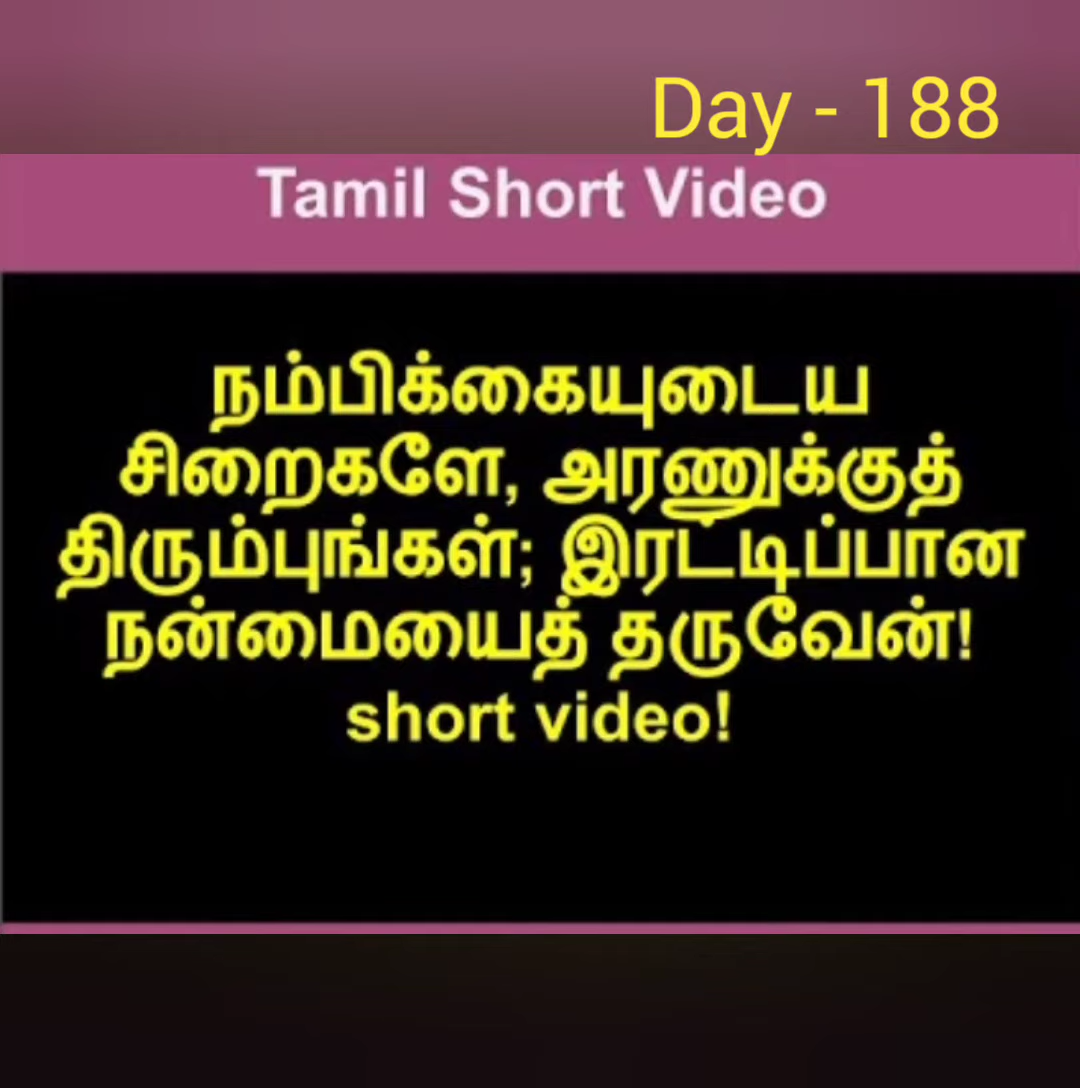 Day - 188
Tamil Short Video
நம்பிக்கையுடைய
சிறைகளே, அரணுக்குத்
திரும்புங்கள்; இரட்டிப்பான
நன்மையைத் தருவேன்!
short video!